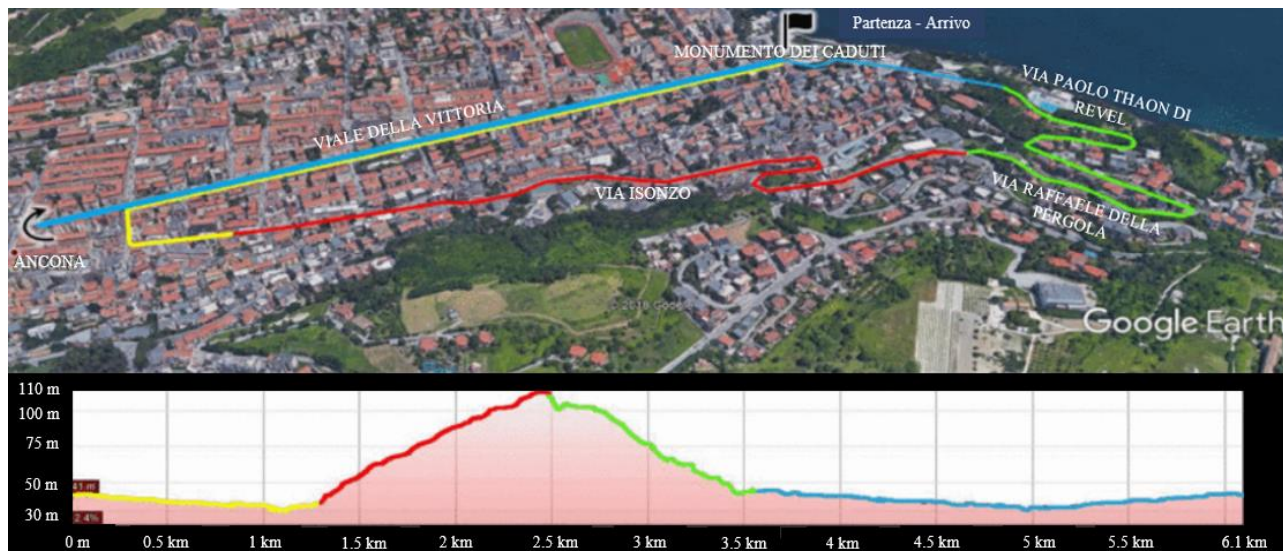 Partenza - Arrivo
MONUMENTO DEI CADUTI
VIA PAOLO THAON DI
REVEL
VIALE DELLA VITTORIA
VIA ISONZO
VIA RAFFAELE DELLA
PERGOLA
ANCONA
Google Earth
110 m
100 m
75 m
50 m
41 m
30 m
2.4%
0 m 0.5 km 1 km 1.5 km 2 km 2.5 km 3 km 3.5 km 4 km 4.5 km 5 km 5.5 km 6.1 km